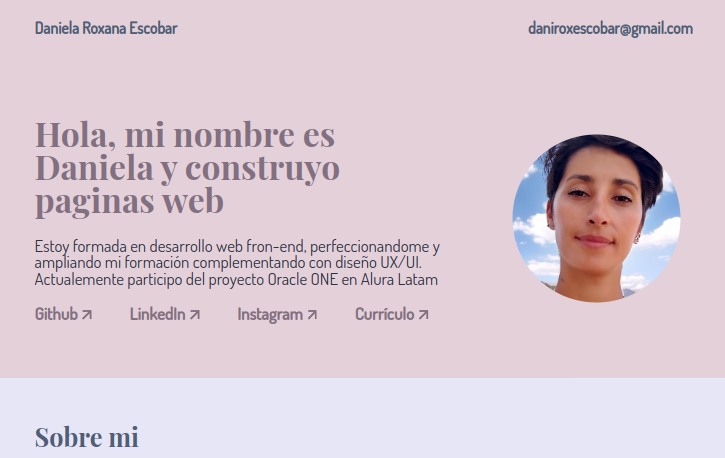 Daniela Roxana Escobar
daniroxescobar@gmail.com
Hola, mi nombre es
Daniela y construyo
paginas web
Estoy formada en desarrollo web fron-end, perfeccionandome y
ampliando mi formación complementando con diseño UX/UI.
Actualemente participo del proyecto Oracle ONE en Alura Latam
Github
LinkedIn
Instagram
Currículo
Sobre mi